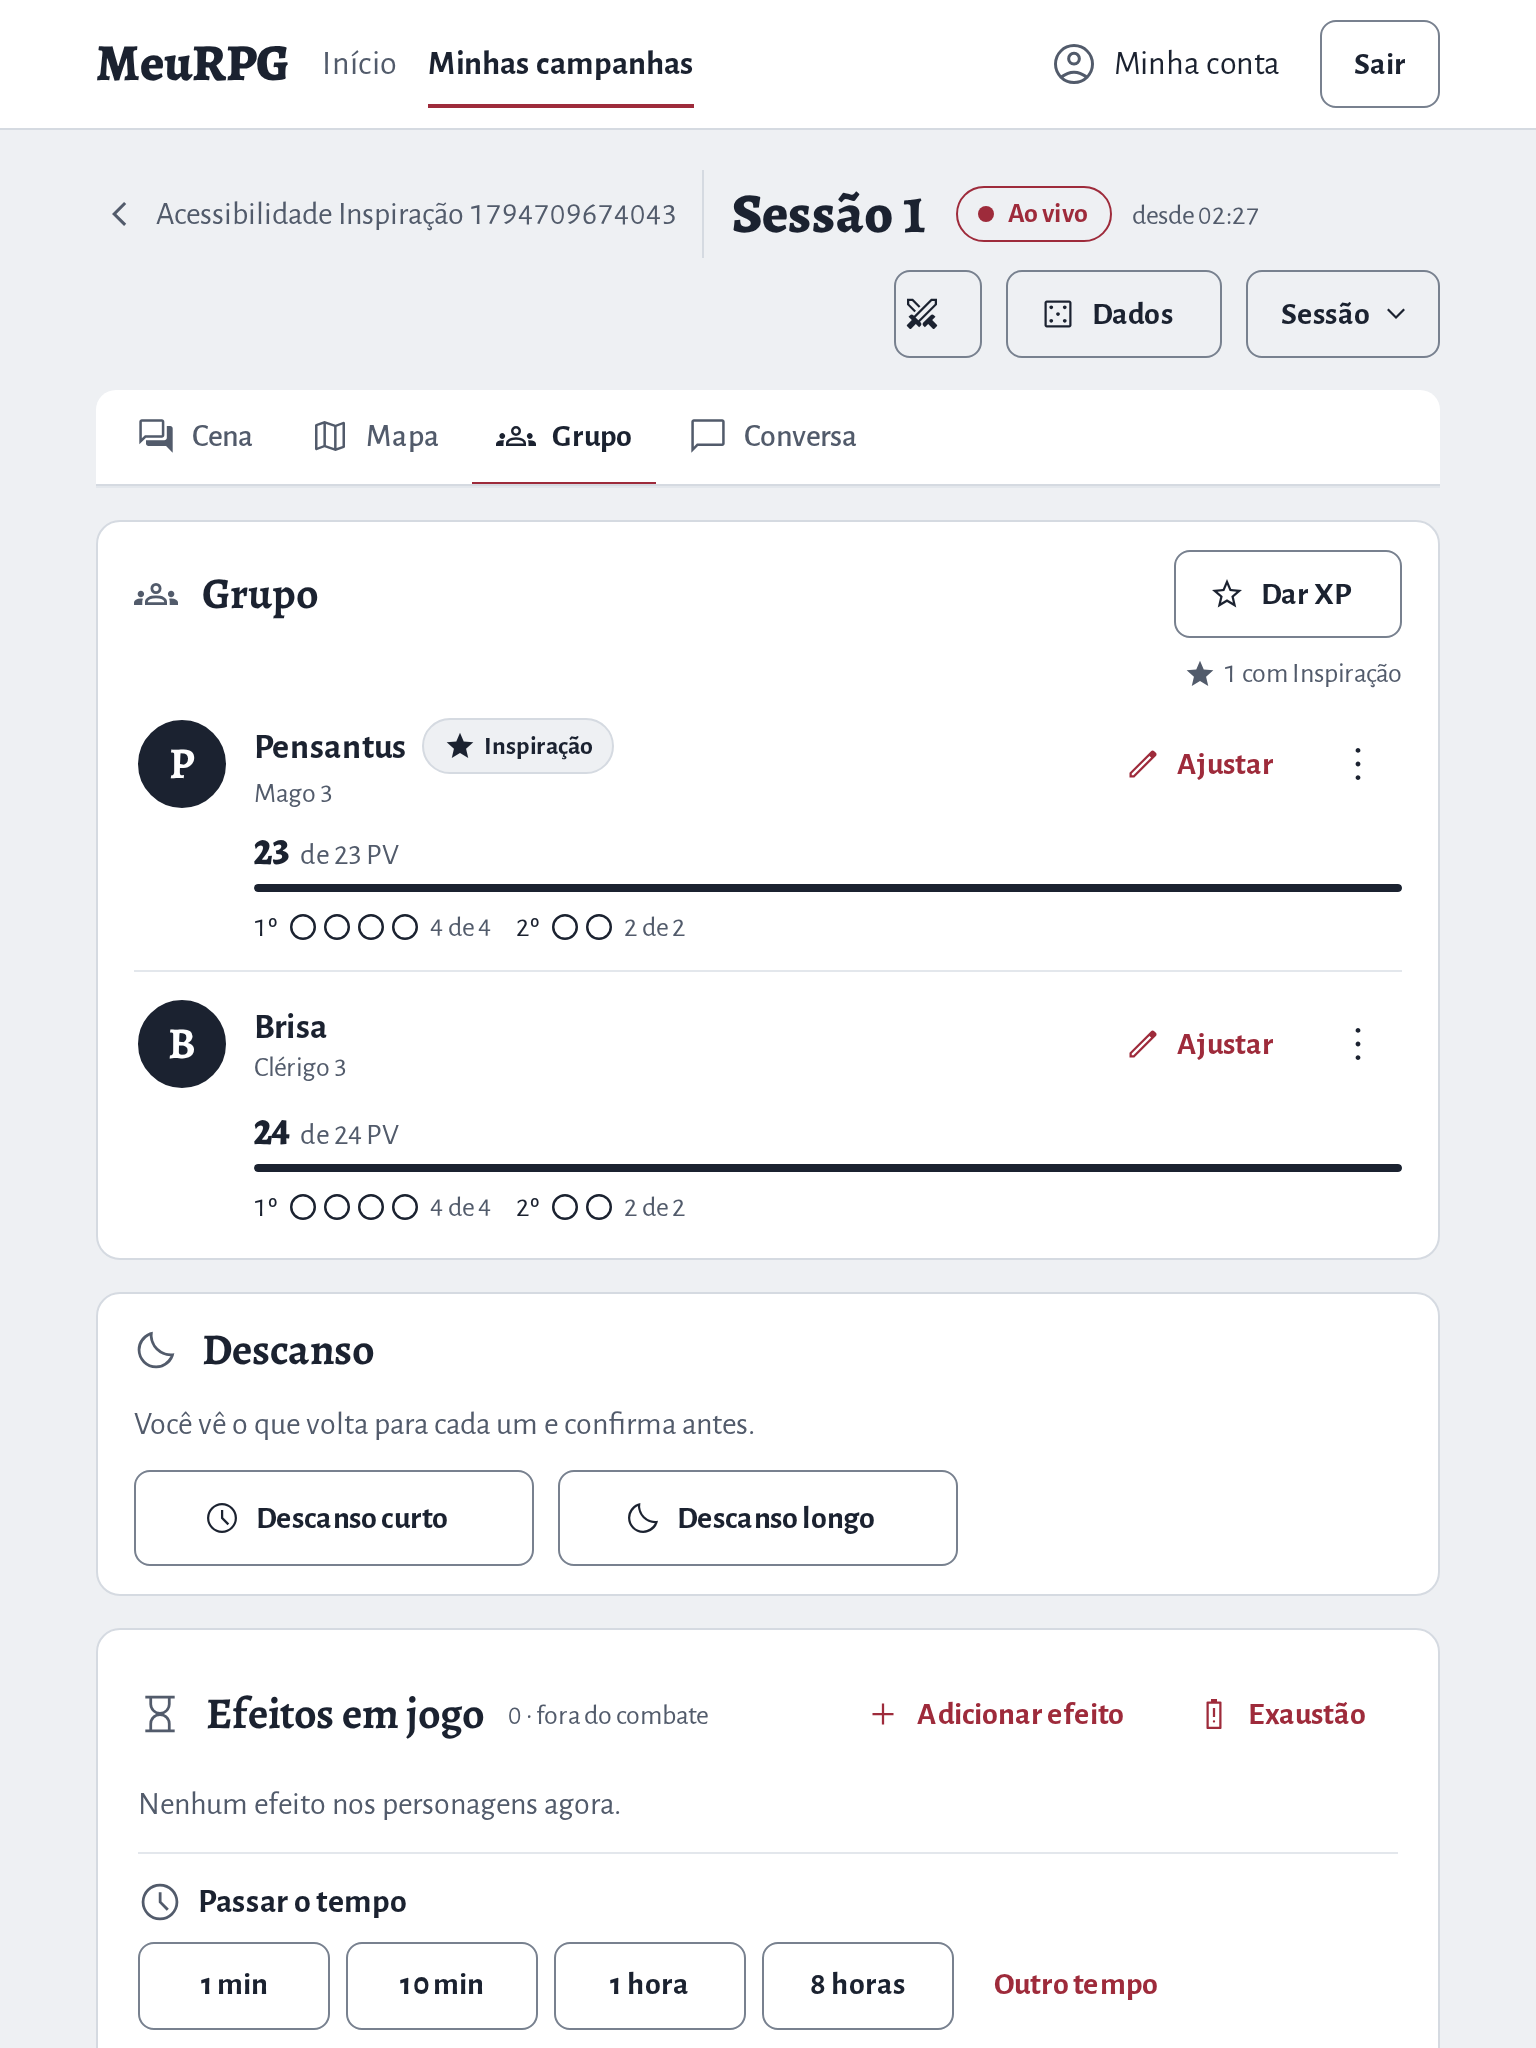 MeuRPG Início Minhas campanhas Minha conta Sair
Acessibilidade Inspiração 1794709674043 Sessão 1 Ao vivo desde 02:27
Dados Sessão
Cena Mapa Grupo Conversa
Grupo Dar XP
1 com Inspiração
P Pensantus Inspiração Ajustar
Mago 3
23 de 23 PV
1º 4 de 4 2º 2 de 2
B Brisa Ajustar
Clérigo 3
24 de 24 PV
1º 4 de 4 2º 2 de 2
Descanso
Você vê o que volta para cada um e confirma antes.
Descanso curto Descanso longo
Efeitos em jogo 0 · fora do combate Adicionar efeito Exaustão
Nenhum efeito nos personagens agora.
Passar o tempo
1 min 10 min 1 hora 8 horas Outro tempo